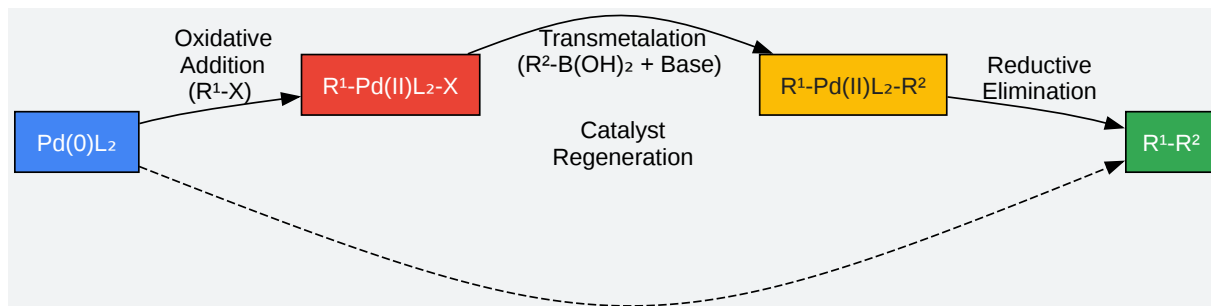 Pd(0)L₂
Oxidative
Addition
(R¹-X)
R¹-Pd(II)L₂-X
Transmetalation
(R²-B(OH)₂ + Base)
R¹-Pd(II)L₂-R²
Reductive
Elimination
R¹-R²
Catalyst
Regeneration